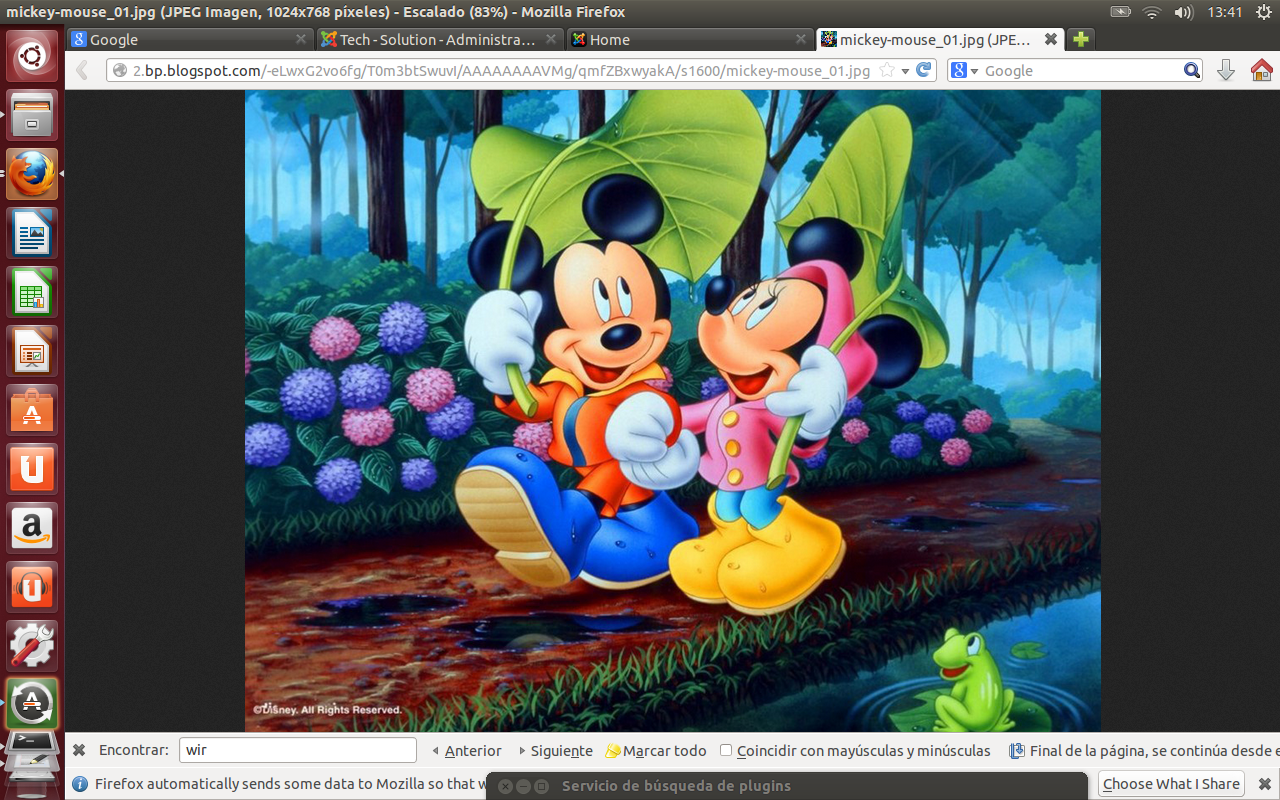 mickey-mouse_01.jpg (JPEG Imagen, 1024x768 píxeles) - Escalado (83%) - Mozilla Firefox
13:41
Google
Tech - Solution - Administra...
Home
mickey-mouse_01.jpg (JPE...
2.bp.blogspot.com/-eLwxG2vo6fg/T0m3btSwuvI/AAAAAAAAVMg/qmfZBxwyakA/s1600/mickey-mouse_01.jpg
Google
©Disney. All Rights Reserved.
Encontrar: wir Anterior Siguiente Marcar todo Coincidir con mayúsculas y minúsculas Final de la página, se continúa desde e
Firefox automatically sends some data to Mozilla so that w
Servicio de búsqueda de plugins
Choose What I Share